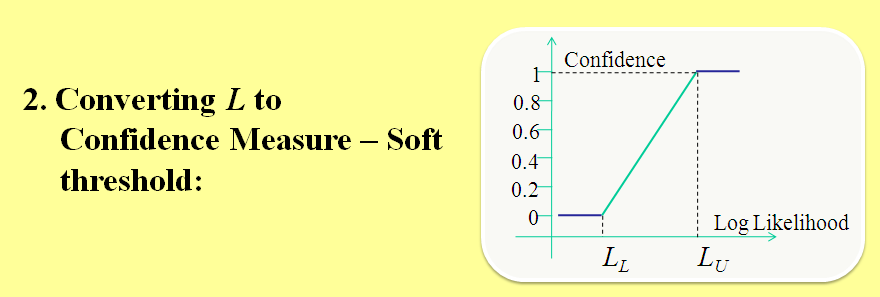 2. Converting L to
Confidence Measure – Soft
threshold:
Confidence
1
0.8
0.6
0.4
0.2
0
Log Likelihood
L_L
L_U